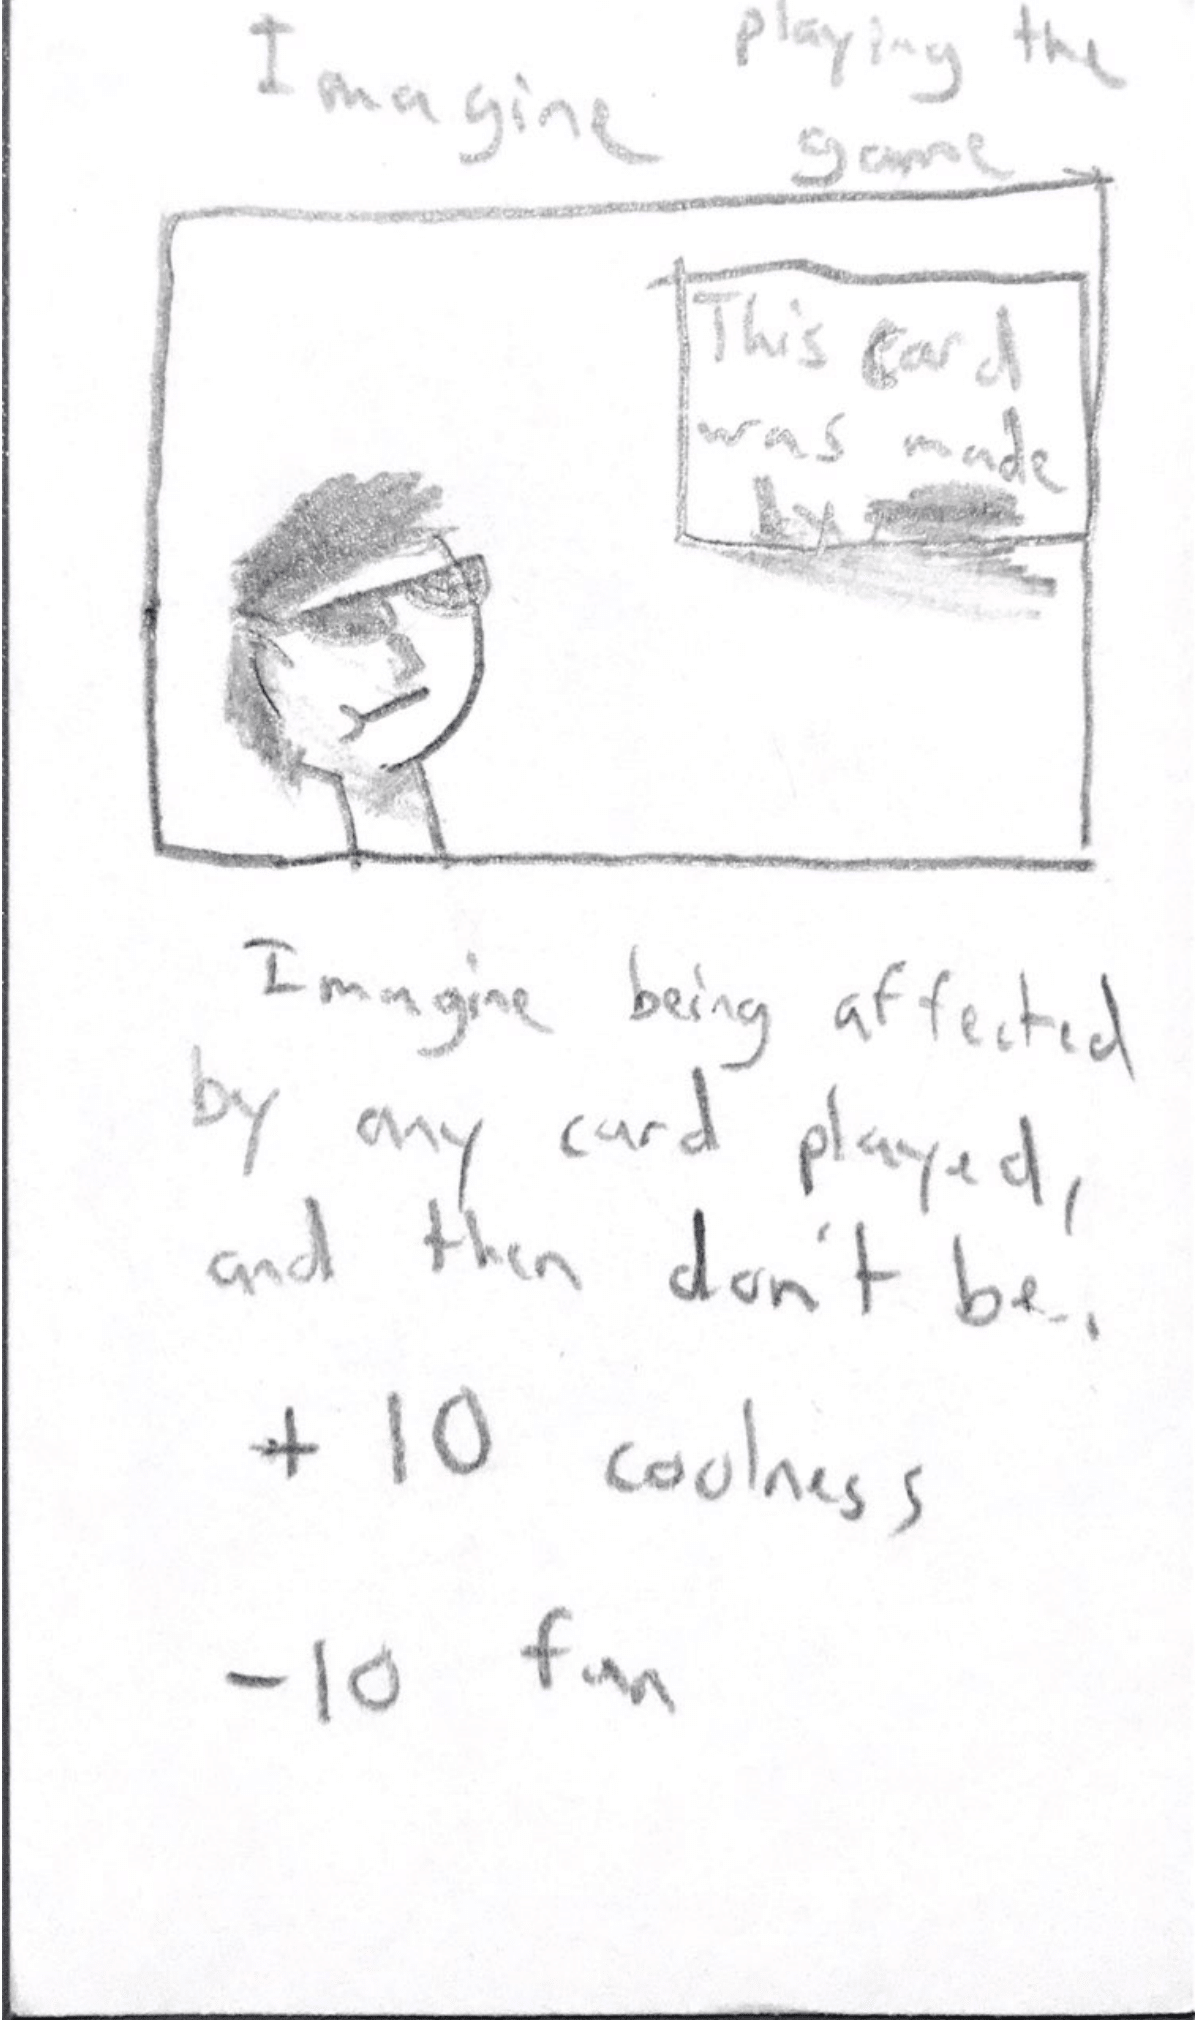 Imagine playing the
game
This card
was made
by
Imagine being affected
by any card played,
and then don't be.
+10 coolness
-10 fun